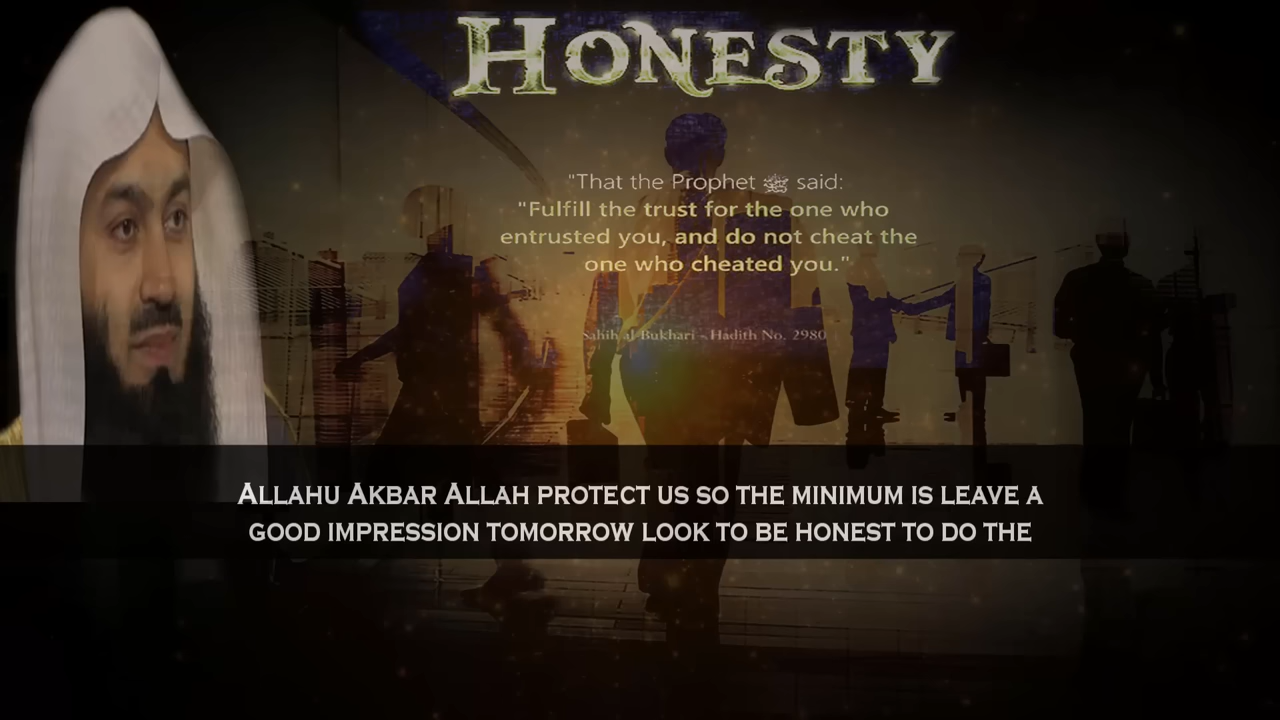 HONESTY
"That the Prophet ﷺ said:
"Fulfill the trust for the one who
entrusted you, and do not cheat the
one who cheated you."
Sahih al Bukhari - Hadith No. 2980
ALLAHU AKBAR ALLAH PROTECT US SO THE MINIMUM IS LEAVE A
GOOD IMPRESSION TOMORROW LOOK TO BE HONEST TO DO THE